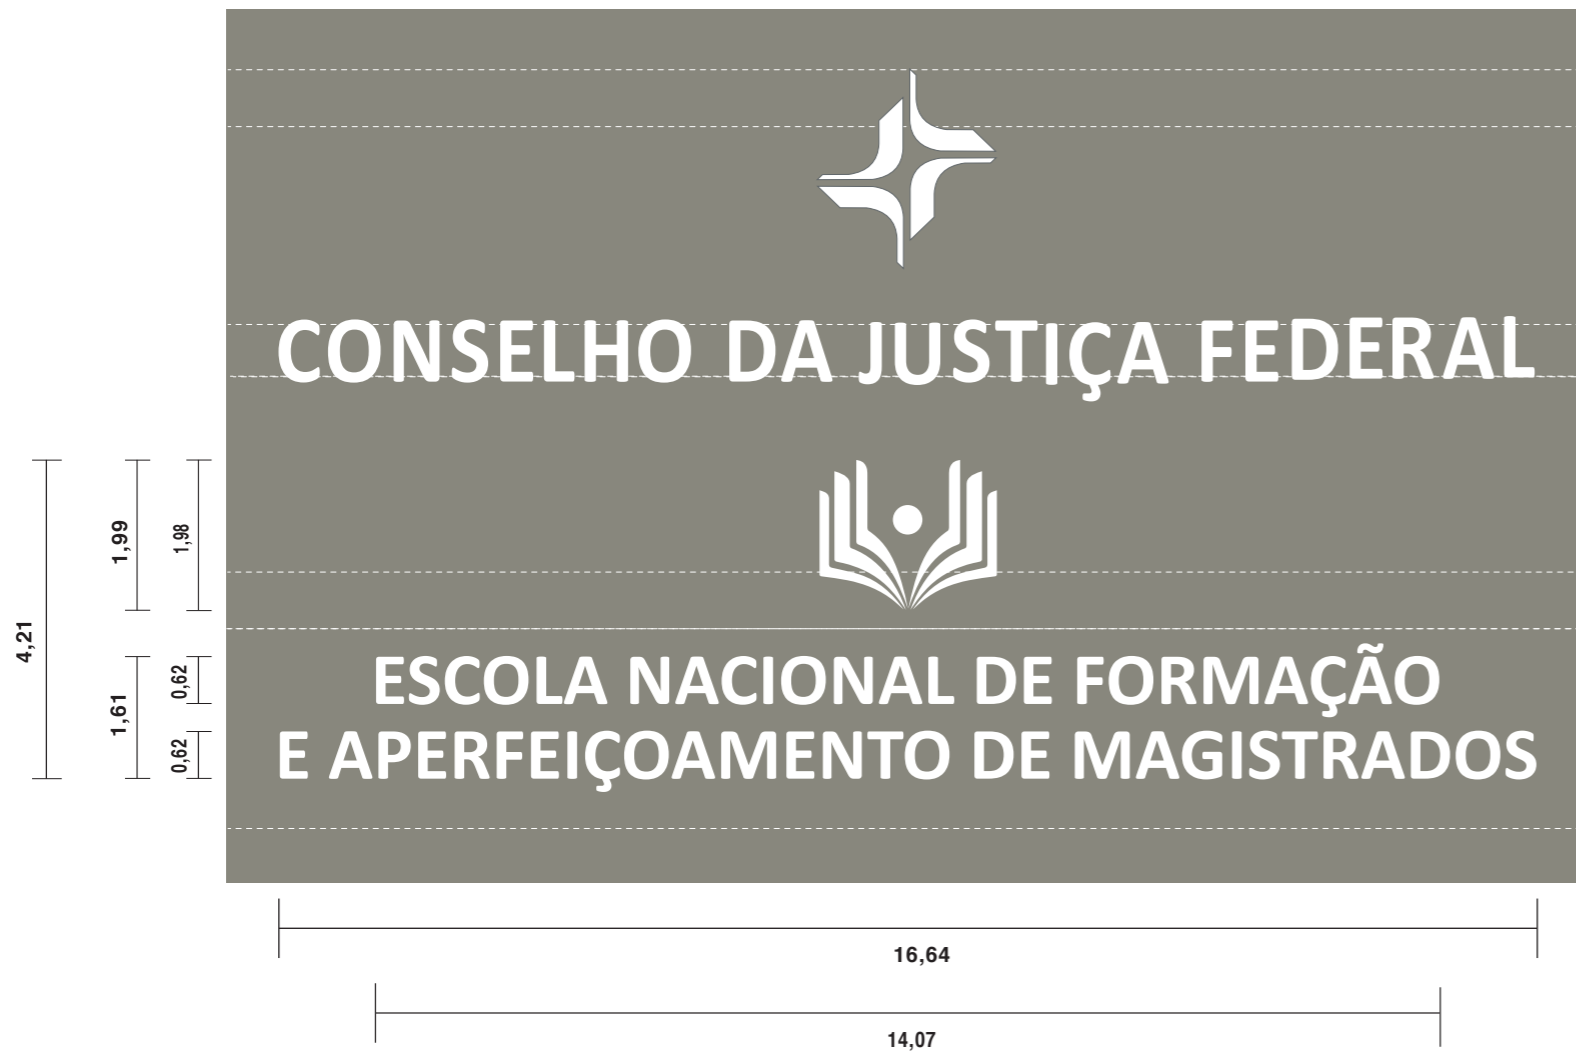 CONSELHO DA JUSTIÇA FEDERAL
4,21
1,99
1,98
1,61
0,62
0,62
ESCOLA NACIONAL DE FORMAÇÃO
E APERFEIÇOAMENTO DE MAGISTRADOS
16,64
14,07